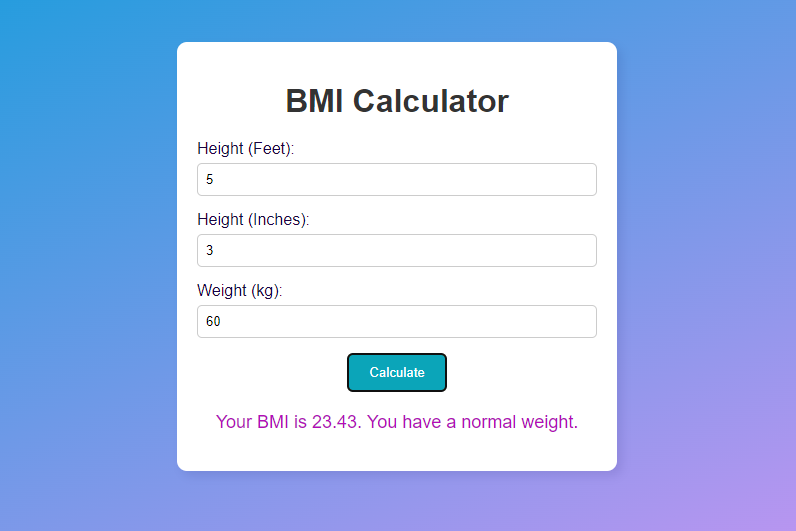 BMI Calculator
Height (Feet):
5
Height (Inches):
3
Weight (kg):
60
Calculate
Your BMI is 23.43. You have a normal weight.